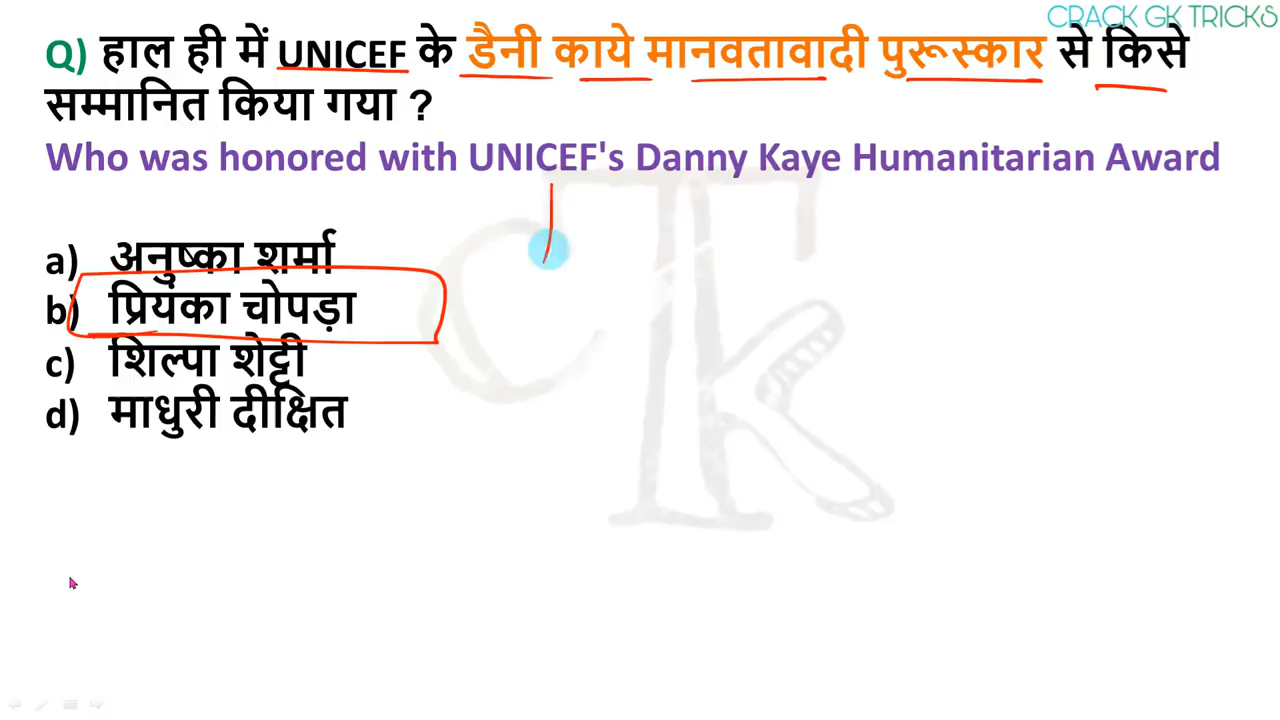 CRACK GK TRICKS
Q) हाल ही में UNICEF के डैनी काये मानवतावादी पुरूस्कार से किसे
सम्मानित किया गया ?
Who was honored with UNICEF's Danny Kaye Humanitarian Award
a) अनुष्का शर्मा
b) प्रियंका चोपड़ा
c) शिल्पा शेट्टी
d) माधुरी दीक्षित
CTk